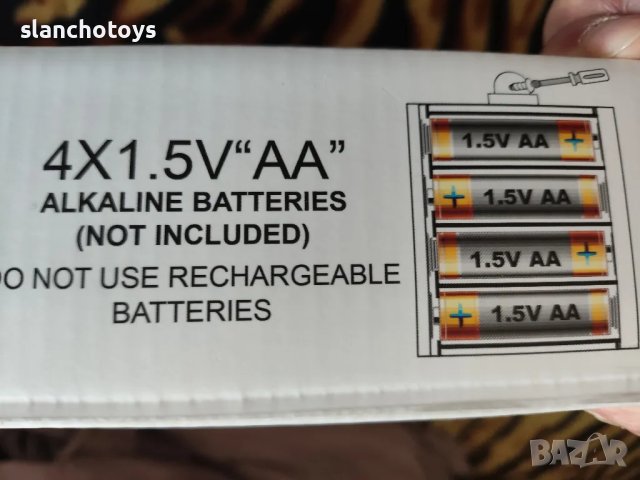 slanchotoys
4X1.5V“AA”
ALKALINE BATTERIES
(NOT INCLUDED)
DO NOT USE RECHARGEABLE
BATTERIES
1.5V AA +
+ 1.5V AA
1.5V AA +
+ 1.5V AA
BAZAR